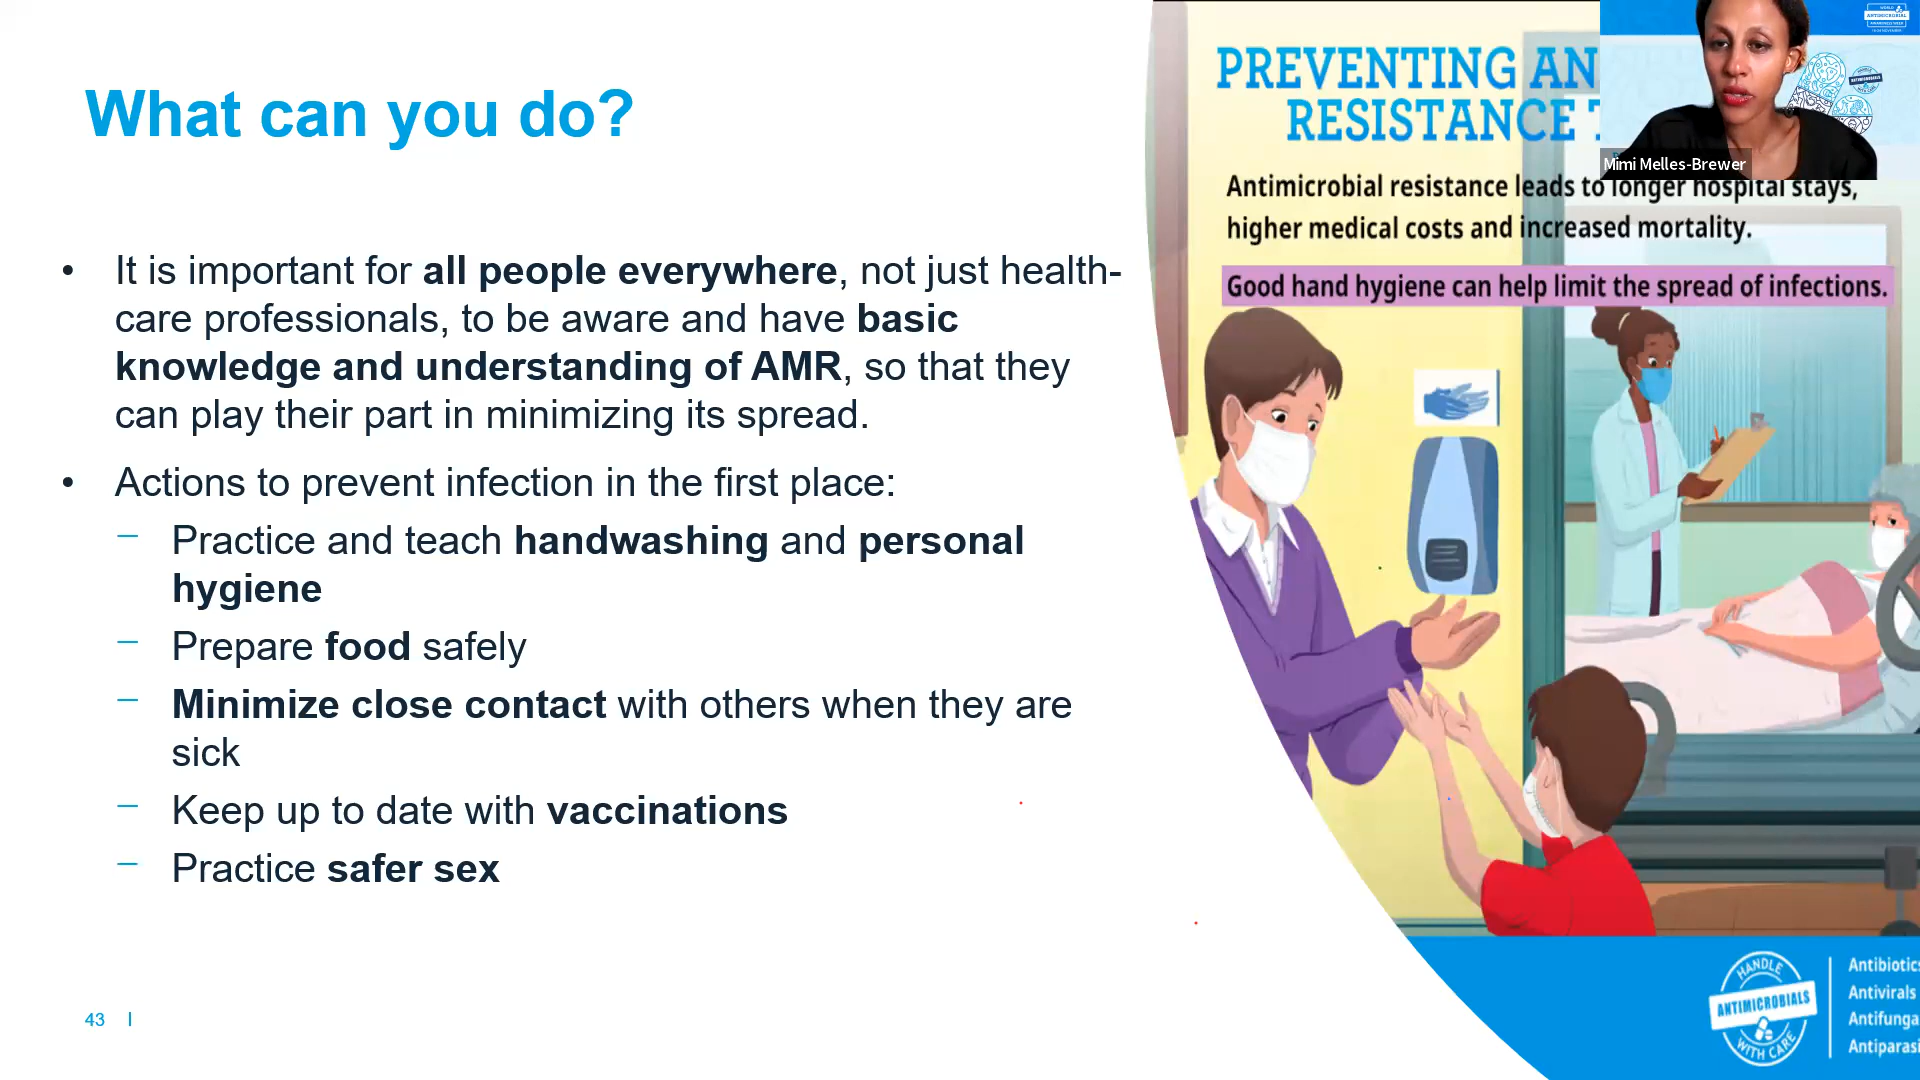 What can you do?
• It is important for all people everywhere, not just health-
care professionals, to be aware and have basic
knowledge and understanding of AMR, so that they
can play their part in minimizing its spread.
• Actions to prevent infection in the first place:
– Practice and teach handwashing and personal
hygiene
– Prepare food safely
– Minimize close contact with others when they are
sick
– Keep up to date with vaccinations
– Practice safer sex
43 |
PREVENTING AN
RESISTANCE T
Mimi Melles-Brewer
Antimicrobial resistance leads to longer hospital stays,
higher medical costs and increased mortality.
Good hand hygiene can help limit the spread of infections.
HANDLE
ANTIMICROBIALS
WITH CARE
Antibiotics
Antivirals
Antifunga
Antiparasi